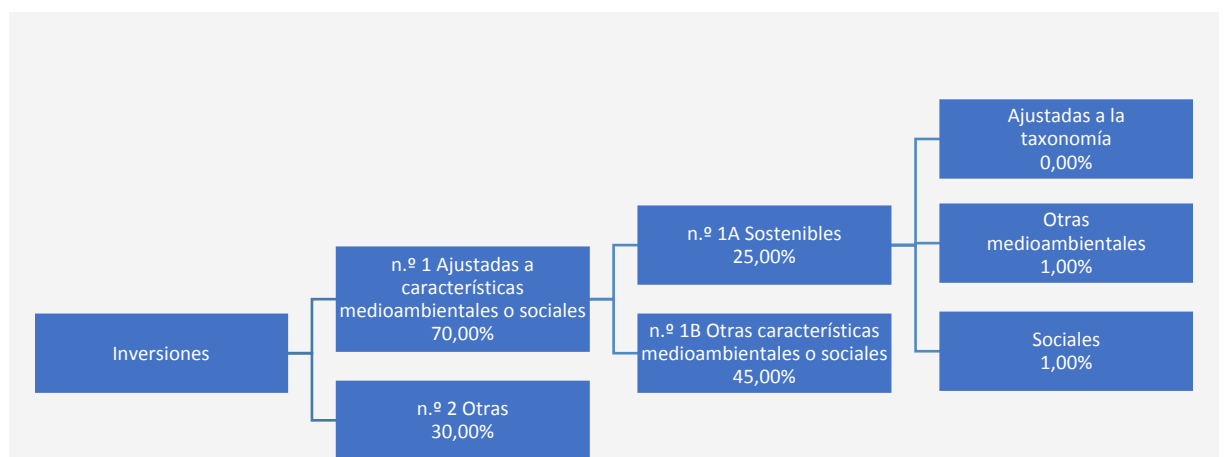 Inversiones
n.º 1 Ajustadas a
características
medioambientales o sociales
70,00%
n.º 2 Otras
30,00%
n.º 1A Sostenibles
25,00%
n.º 1B Otras características
medioambientales o sociales
45,00%
Ajustadas a la
taxonomía
0,00%
Otras
medioambientales
1,00%
Sociales
1,00%